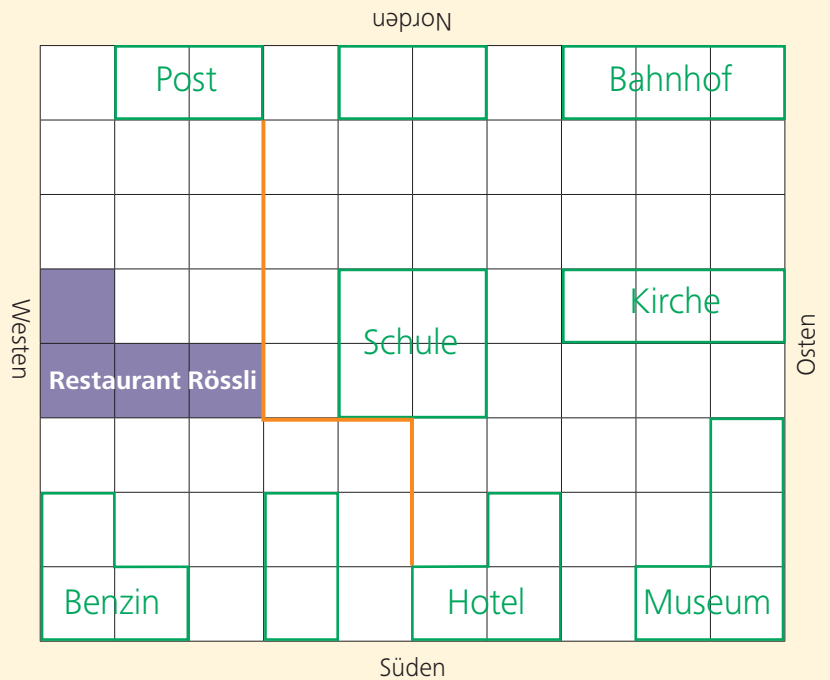 Norden
Post
Bahnhof
Westen
Kirche
Schule
Osten
Restaurant Rössli
Benzin
Hotel
Museum
Süden